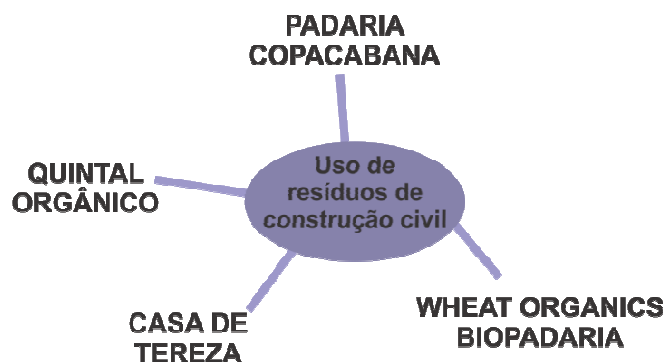 PADARIA
COPACABANA
Uso de
resíduos de
construção civil
QUINTAL
ORGÂNICO
CASA DE
TEREZA
WHEAT ORGANICS
BIOPADARIA